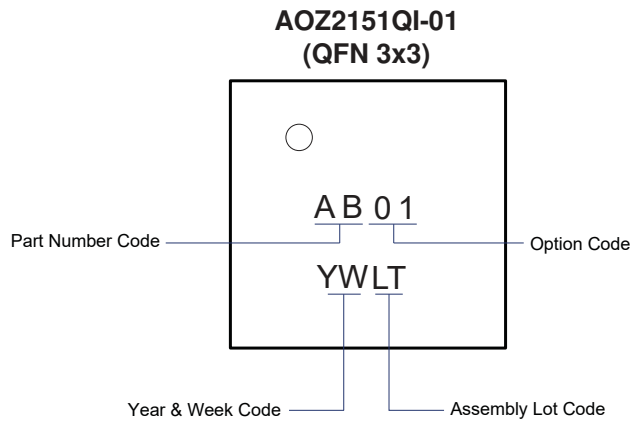 AOZ2151QI-01
(QFN 3x3)
AB01
Part Number Code
Option Code
YWLT
Year & Week Code
Assembly Lot Code